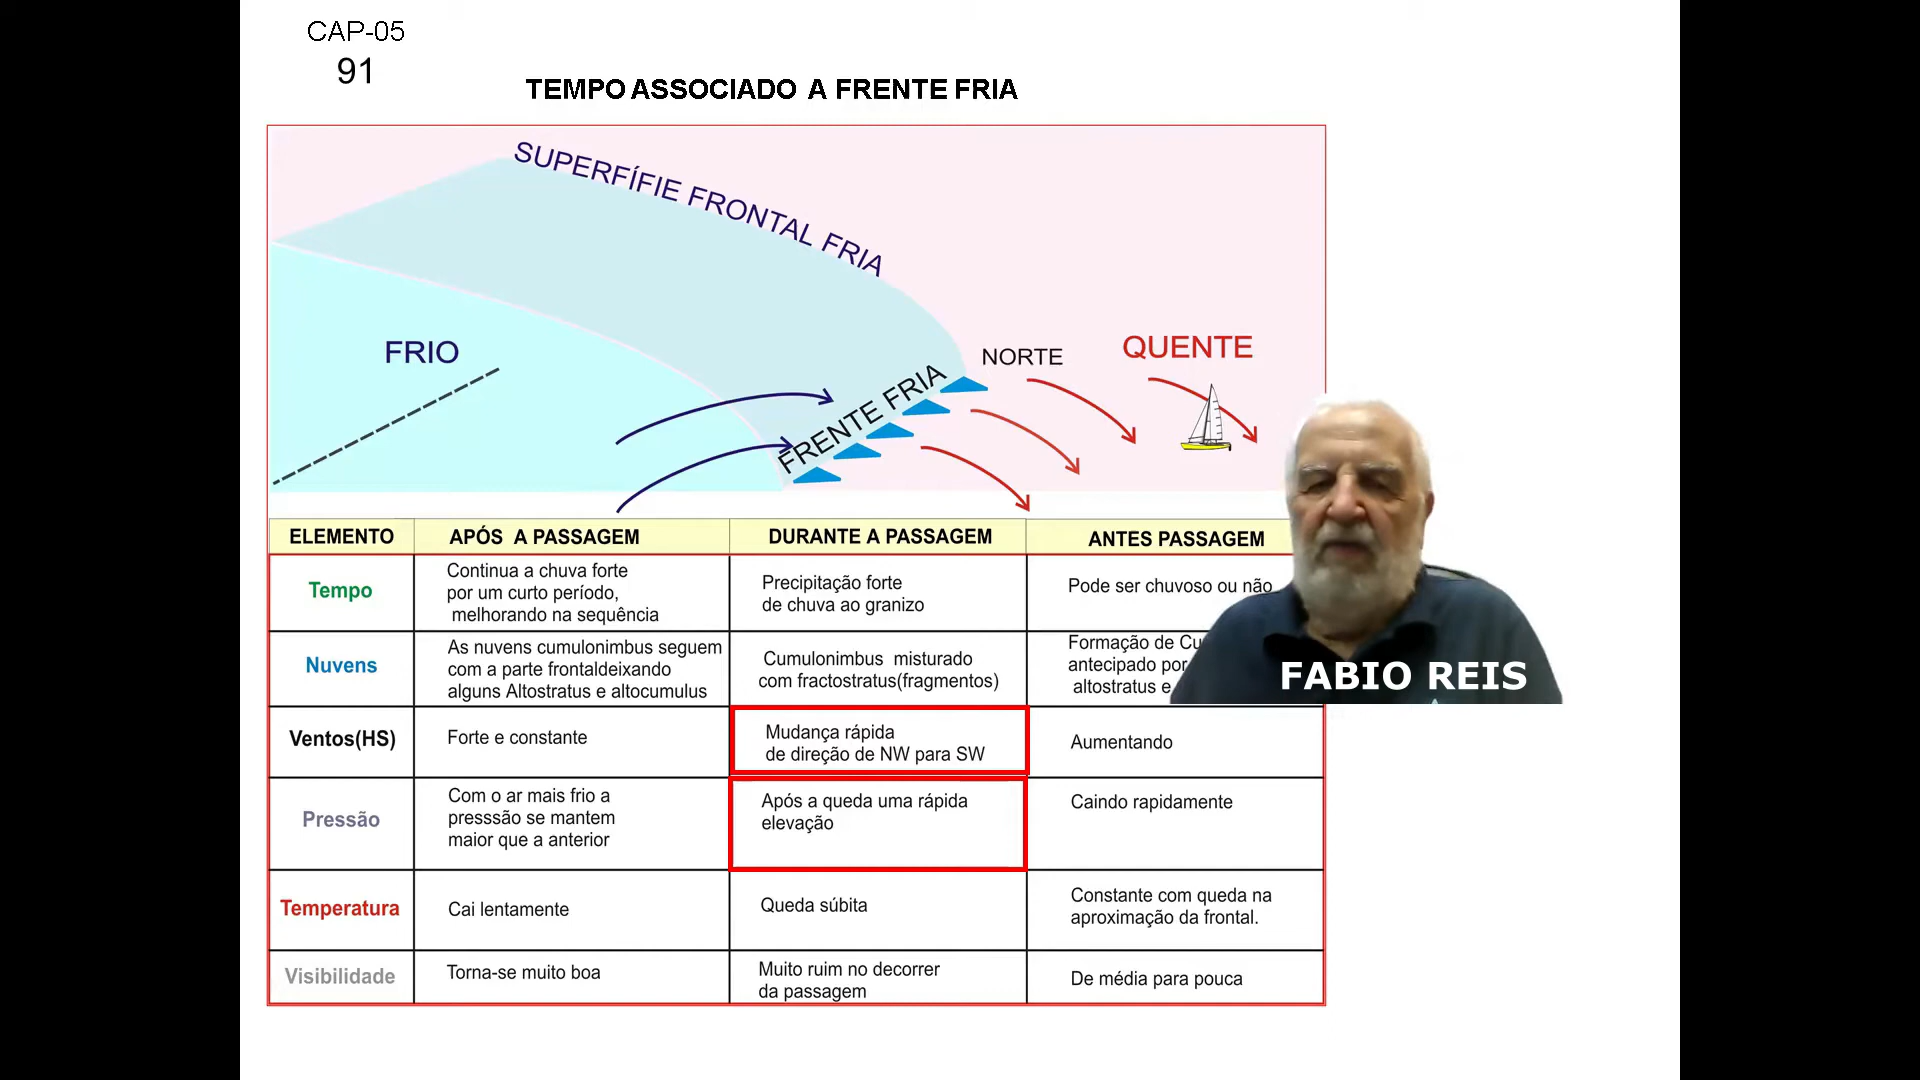 CAP-05
91
TEMPO ASSOCIADO A FRENTE FRIA
SUPERFÍFIE FRONTAL FRIA
FRIO
FRENTE FRIA
NORTE
QUENTE
ELEMENTO
APÓS A PASSAGEM
DURANTE A PASSAGEM
ANTES PASSAGEM
Tempo
Continua a chuva forte
por um curto período,
melhorando na sequência
Precipitação forte
de chuva ao granizo
Pode ser chuvoso ou não
Nuvens
As nuvens cumulonimbus seguem
com a parte frontaldeixando
alguns Altostratus e altocumulus
Cumulonimbus misturado
com fractostratus(fragmentos)
Formação de
antecipado por
altostratus e
FABIO REIS
Ventos(HS)
Forte e constante
Mudança rápida
de direção de NW para SW
Aumentando
Pressão
Com o ar mais frio a
presssão se mantem
maior que a anterior
Após a queda uma rápida
elevação
Caindo rapidamente
Temperatura
Cai lentamente
Queda súbita
Constante com queda na
aproximação da frontal.
Visibilidade
Torna-se muito boa
Muito ruim no decorrer
da passagem
De média para pouca